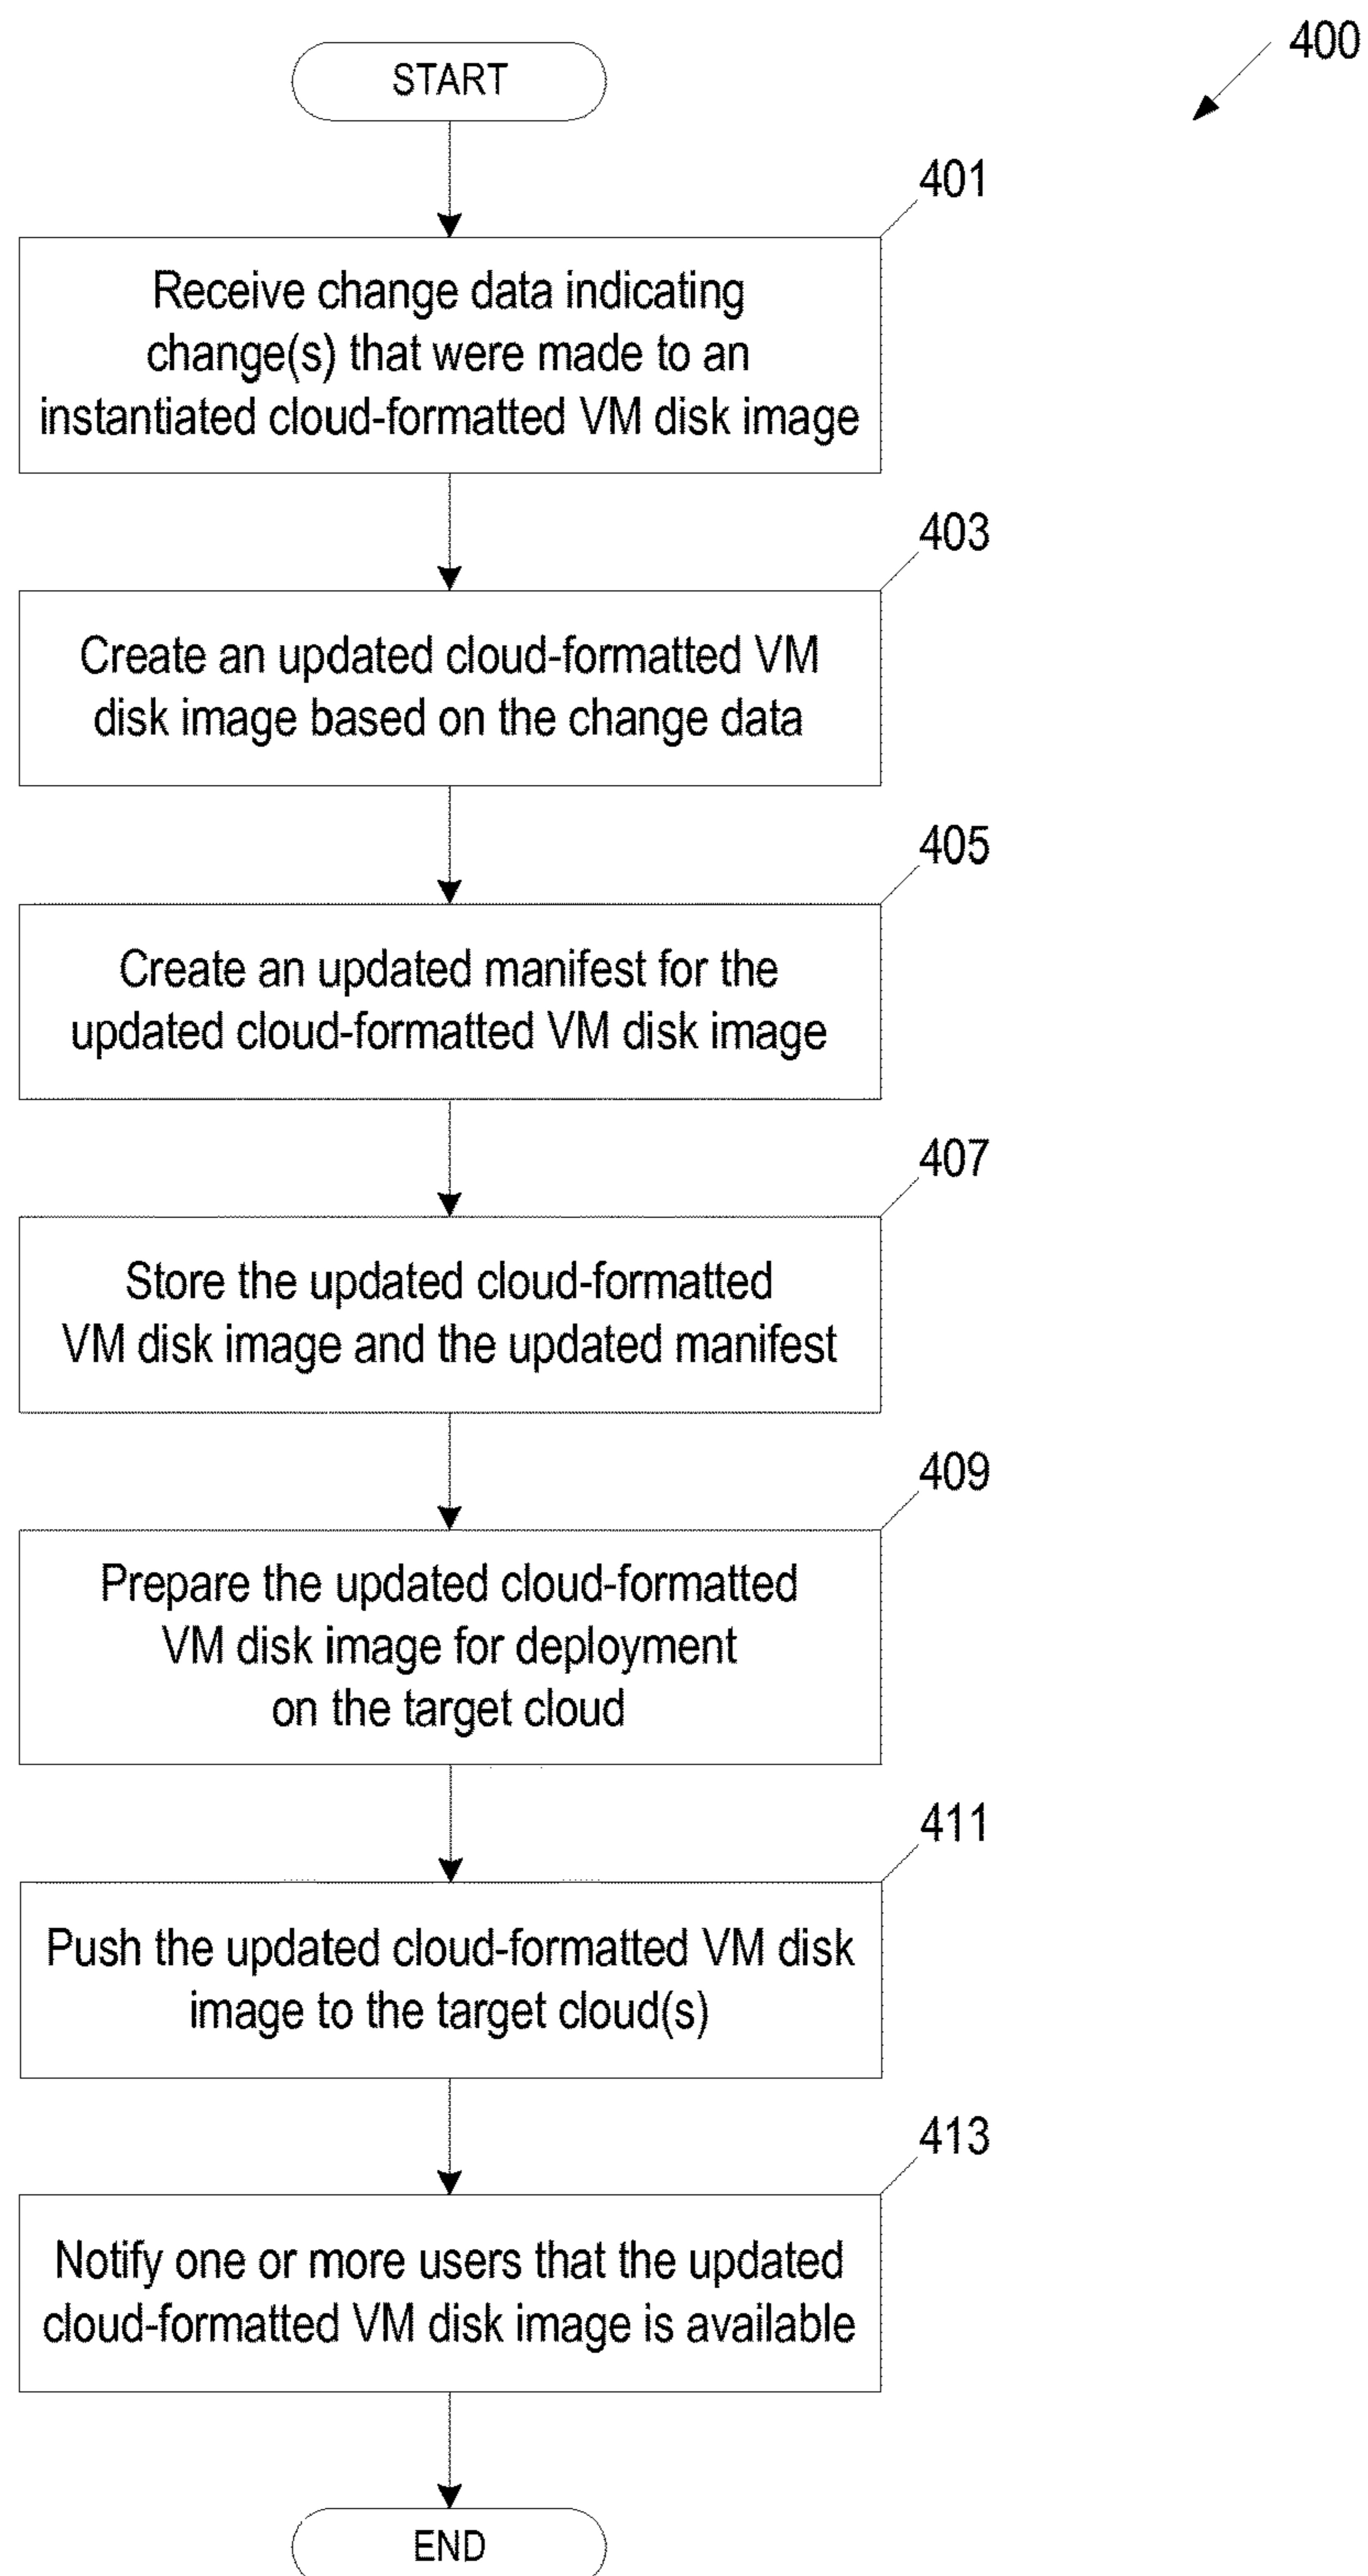 400
START
401
Receive change data indicating
change(s) that were made to an
instantiated cloud-formatted VM disk image
403
Create an updated cloud-formatted VM
disk image based on the change data
405
Create an updated manifest for the
updated cloud-formatted VM disk image
407
Store the updated cloud-formatted
VM disk image and the updated manifest
409
Prepare the updated cloud-formatted
VM disk image for deployment
on the target cloud
411
Push the updated cloud-formatted VM disk
image to the target cloud(s)
413
Notify one or more users that the updated
cloud-formatted VM disk image is available
END